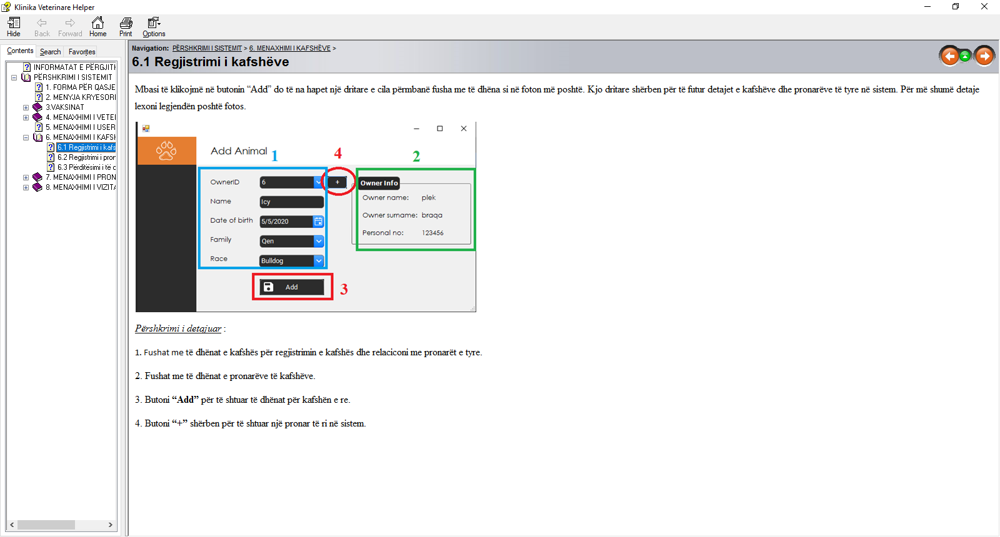 Klinika Veterinare Helper
Hide Back Forward Home Print Options
Contents Search Favorites
INFORMATAT E PËRGJITH
PËRSHKRIMI I SISTEMIT
1. FORMA PËR QASJE
2. MENYJA KRYESORI
3.VAKSINAT
4. MENAXHIMI I VETEI
5. MENAXHIMI I USER
6. MENAXHIMI I KAFSH
6.1 Regjistrimi i kafs
6.2 Regjistrimi i pror
6.3 Përditësimi i të d
7. MENAXHIMI I PRON
8. MENAXHIMI I VIZITA
Navigation: PËRSHKRIMI I SISTEMIT > 6. MENAXHIMI I KAFSHËVE >
6.1 Regjistrimi i kafshëve
Mbasi të klikojmë në butonin “Add” do të na hapet një dritare e cila përmbanë fusha me të dhëna si në foton më poshtë. Kjo dritare shërben për të futur detajet e kafshëve dhe pronarëve të tyre në sistem. Për më shumë detaje
lexoni legjendën poshtë fotos.
Add Animal
1
4
2
OwnerID 6 +
Name Icy
Date of birth 5/5/2020
Family Qen
Race Bulldog
Owner Info
Owner name: plek
Owner surname: braqa
Personal no: 123456
Add 3
Përshkrimi i detajuar :
1. Fushat me të dhënat e kafshës për regjistrimin e kafshës dhe relaciconi me pronarët e tyre.
2. Fushat me të dhënat e pronarëve të kafshëve.
3. Butoni “Add” për të shtuar të dhënat për kafshën e re.
4. Butoni “+” shërben për të shtuar një pronar të ri në sistem.